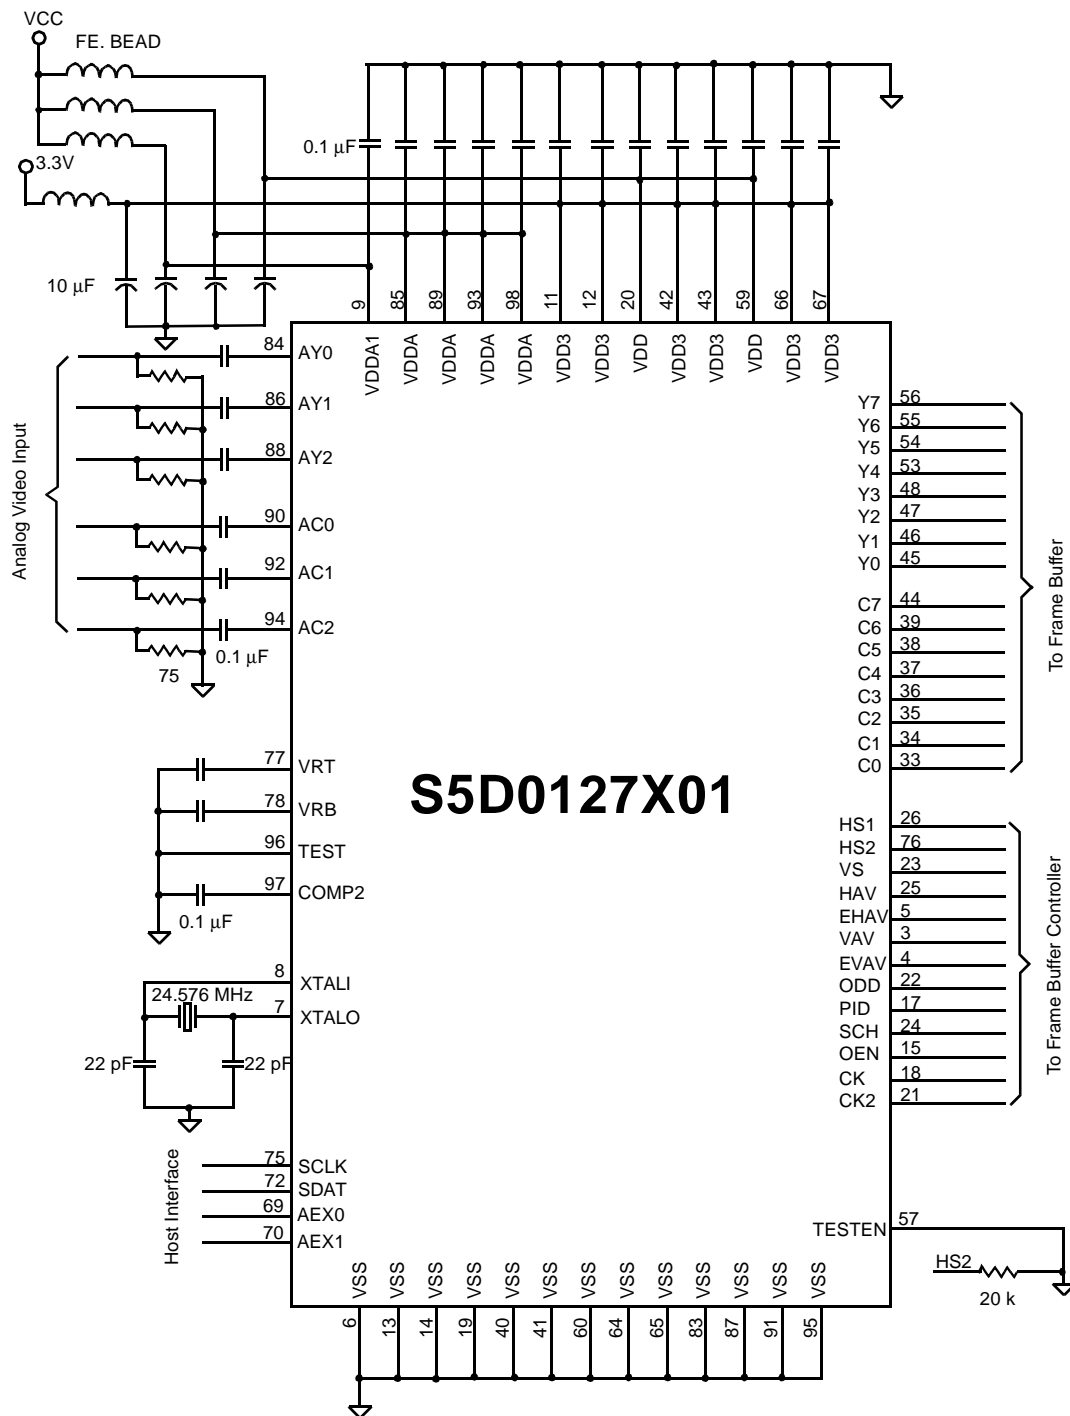 VCC
FE. BEAD
3.3V
0.1 µF
10 µF
9 85 89 93 98 11 12 20 42 43 59 66 67
VDDA1 VDDA VDDA VDDA VDDA VDD3 VDD3 VDD VDD3 VDD3 VDD VDD3 VDD3
Analog Video Input
84 AY0
86 AY1
88 AY2
90 AC0
92 AC1
94 AC2
0.1 µF
75
77 VRT
78 VRB
96 TEST
97 COMP2
0.1 µF
8 XTALI
24.576 MHz
7 XTALO
22 pF
22 pF
Host Interface
75 SCLK
72 SDAT
69 AEX0
70 AEX1
S5D0127X01
Y7 56
Y6 55
Y5 54
Y4 53
Y3 48
Y2 47
Y1 46
Y0 45
C7 44
C6 39
C5 38
C4 37
C3 36
C2 35
C1 34
C0 33
To Frame Buffer
HS1 26
HS2 76
VS 23
HAV 25
EHAV 5
VAV 3
EVAV 4
ODD 22
PID 17
SCH 24
OEN 15
CK 18
CK2 21
To Frame Buffer Controller
TESTEN 57
HS2
20 k
VSS VSS VSS VSS VSS VSS VSS VSS VSS VSS VSS VSS VSS
6 13 14 19 40 41 60 64 65 83 87 91 95